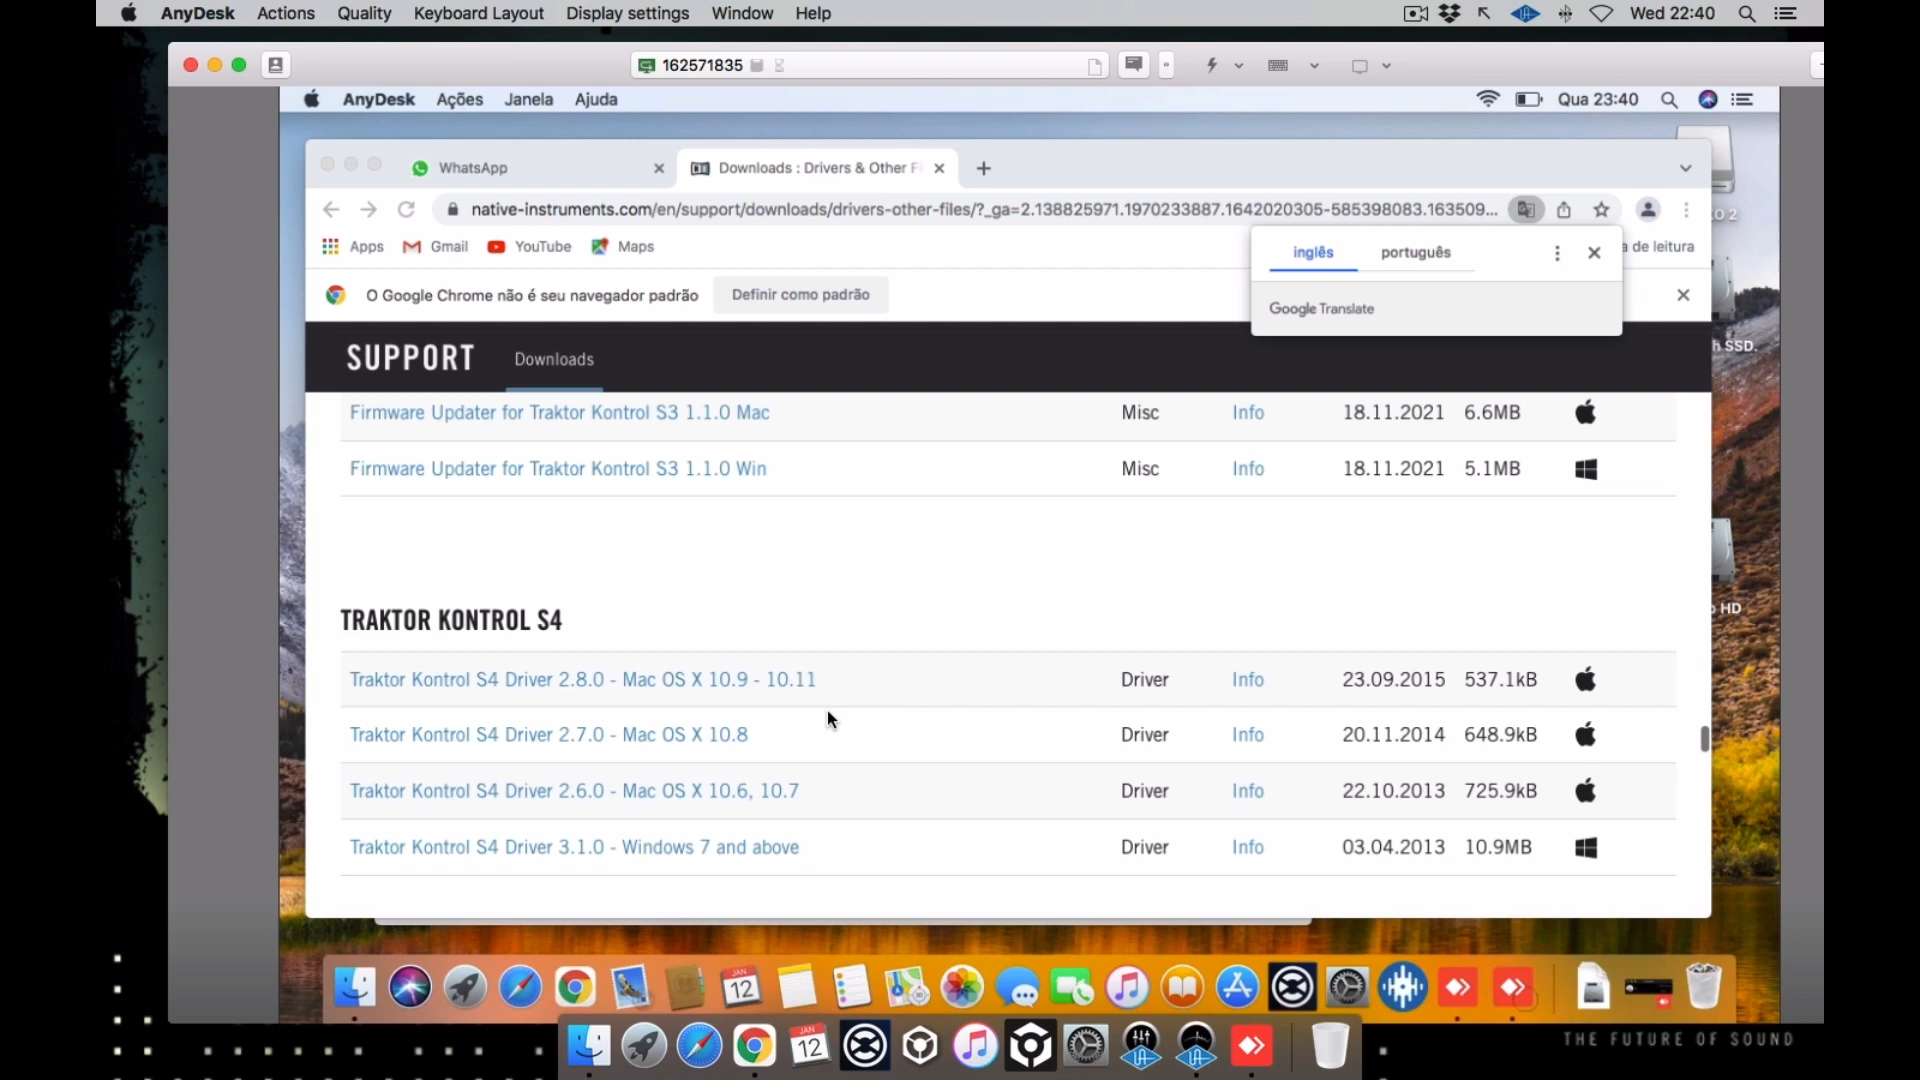 AnyDesk Actions Quality Keyboard Layout Display settings Window Help Wed 22:40
162571835
AnyDesk Ações Janela Ajuda Qua 23:40
WhatsApp Downloads : Drivers & Other Fi
native-instruments.com/en/support/downloads/drivers-other-files/?_ga=2.138825971.1970233887.1642020305-585398083.163509...
Apps Gmail YouTube Maps a de leitura
inglês português
Google Translate
O Google Chrome não é seu navegador padrão Definir como padrão
SUPPORT Downloads
h SSD.
Firmware Updater for Traktor Kontrol S3 1.1.0 Mac Misc Info 18.11.2021 6.6MB
Firmware Updater for Traktor Kontrol S3 1.1.0 Win Misc Info 18.11.2021 5.1MB
HD
TRAKTOR KONTROL S4
Traktor Kontrol S4 Driver 2.8.0 - Mac OS X 10.9 - 10.11 Driver Info 23.09.2015 537.1kB
Traktor Kontrol S4 Driver 2.7.0 - Mac OS X 10.8 Driver Info 20.11.2014 648.9kB
Traktor Kontrol S4 Driver 2.6.0 - Mac OS X 10.6, 10.7 Driver Info 22.10.2013 725.9kB
Traktor Kontrol S4 Driver 3.1.0 - Windows 7 and above Driver Info 03.04.2013 10.9MB
JAN
12
THE FUTURE OF SOUND
JAN
12